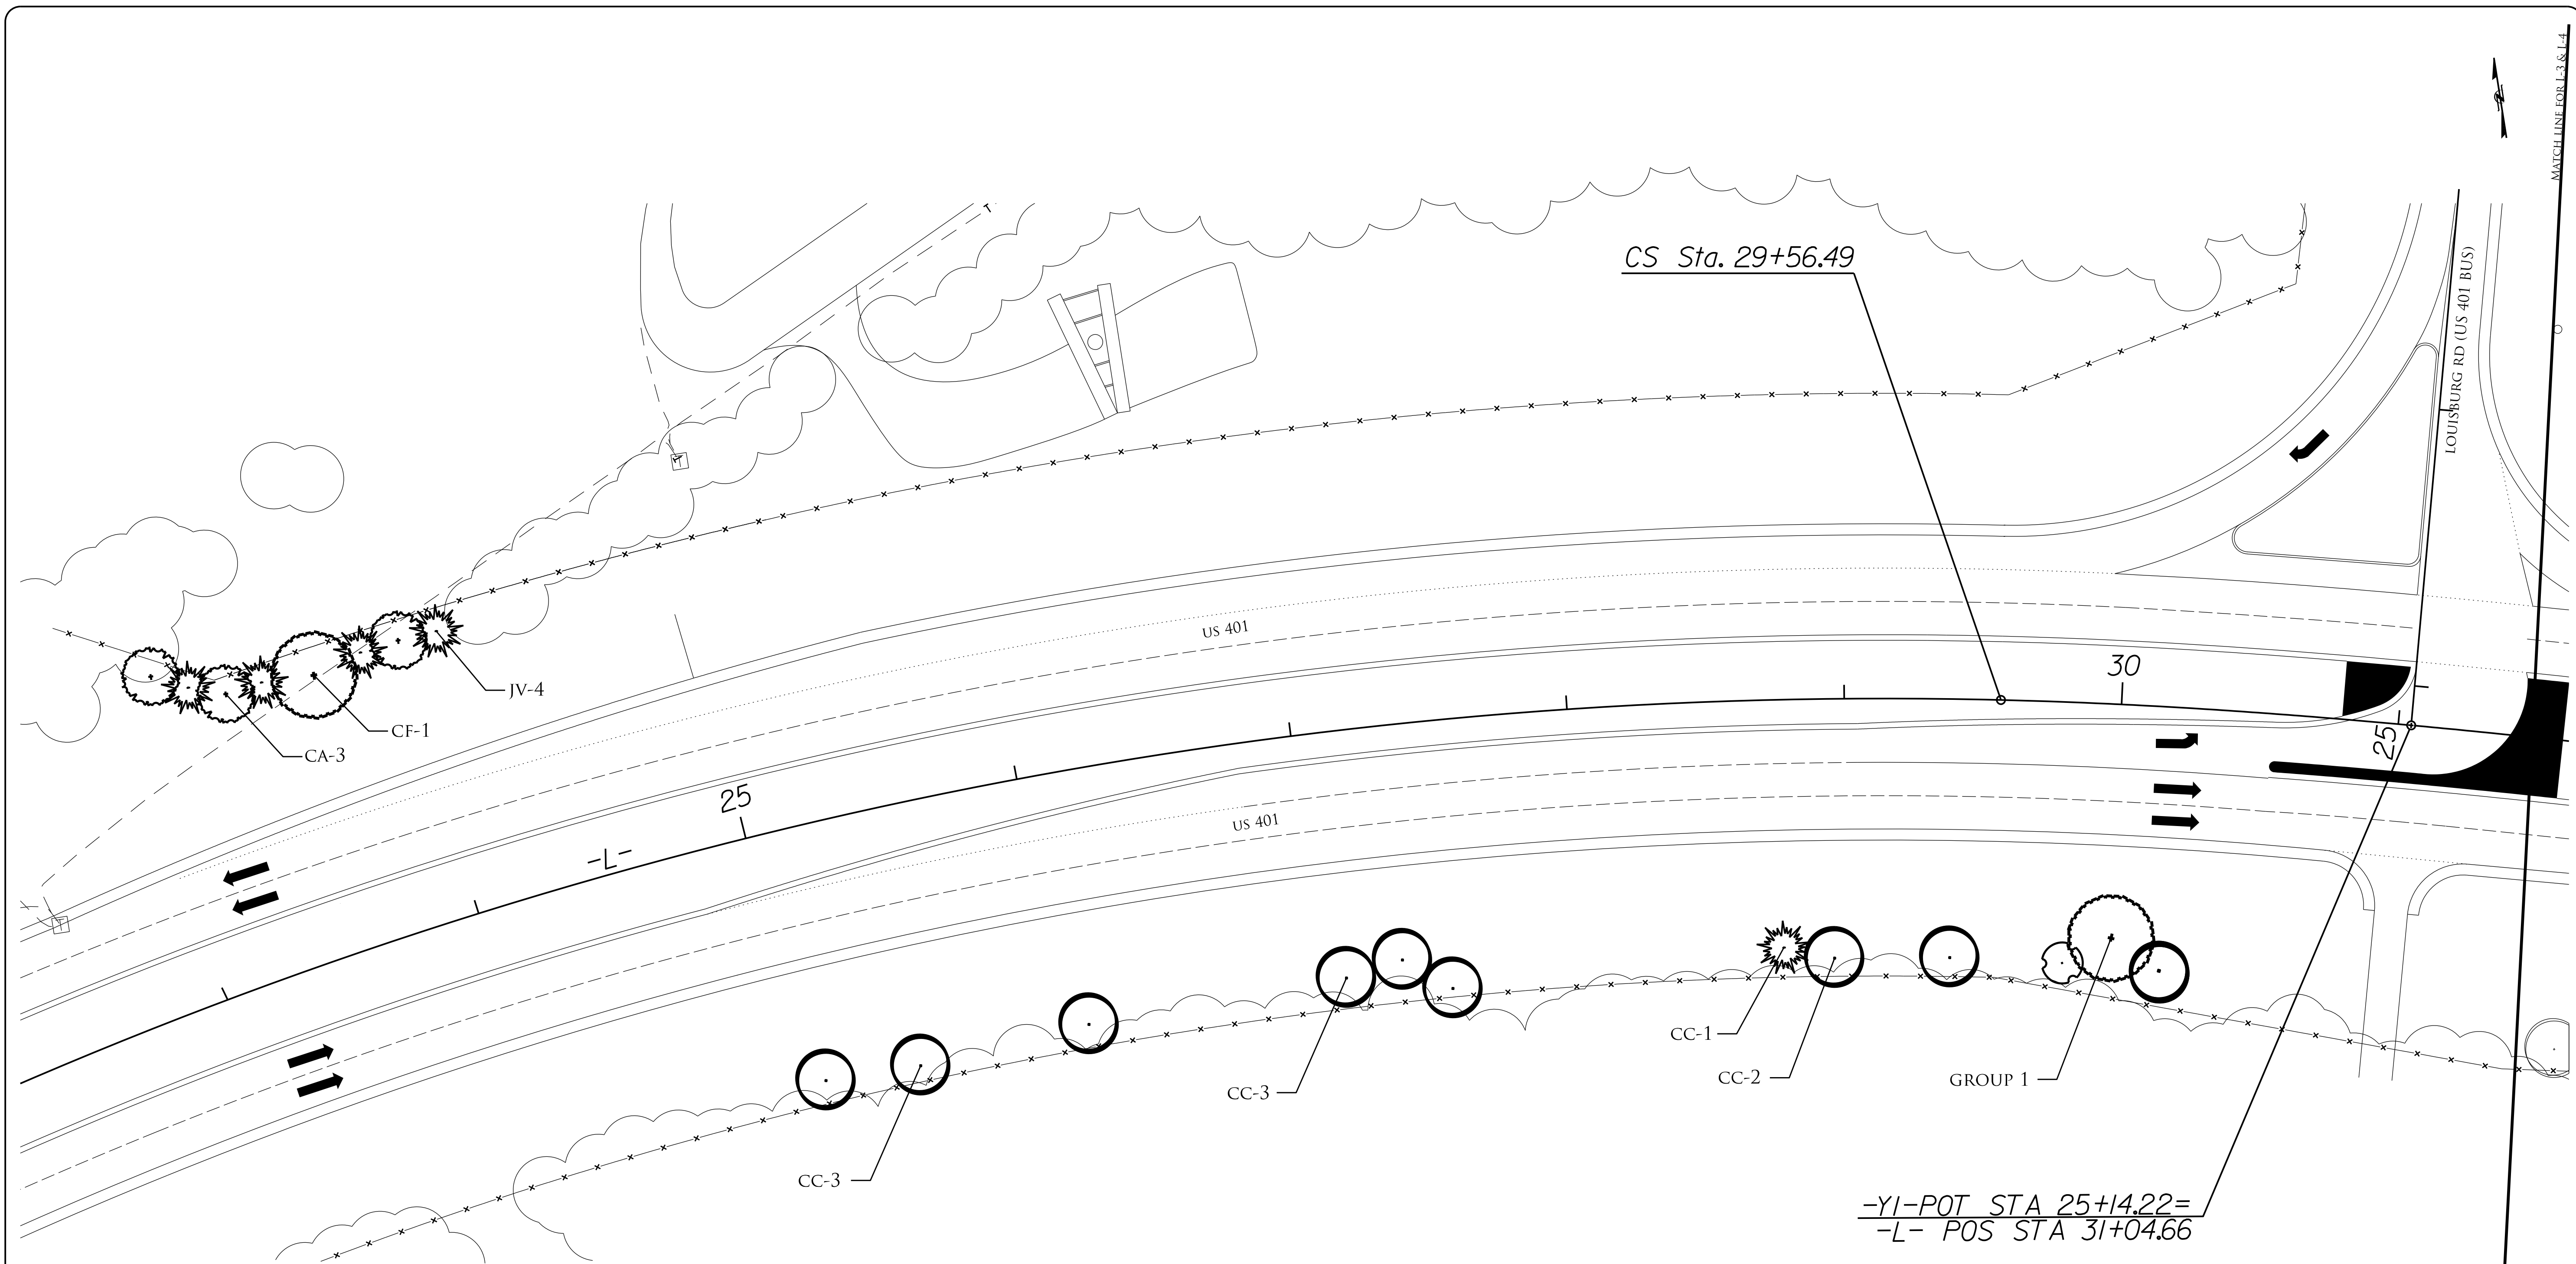 MATCH LINE FOR L-3 & L-4
T
CS Sta. 29+56.49
LOUISBURG RD (US 401 BUS)
T
US 401
30
JV-4
CF-1
CA-3
25
25
US 401
-L-
T
CC-1
CC-2
GROUP 1
CC-3
CC-3
-Y1-POT STA 25+14.22=
-L- POS STA 31+04.66